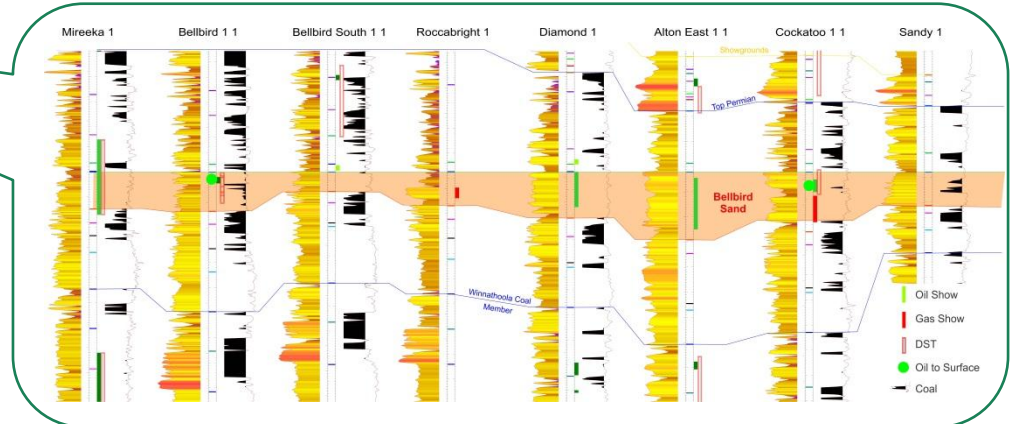 Mireeka 1
Bellbird 1 1
Bellbird South 1 1
Roccabright 1
Diamond 1
Alton East 1 1
Cockatoo 1 1
Sandy 1
Showgrounds
Top Permian
Bellbird
Sand
Winnathoola Coal
Member
Oil Show
Gas Show
DST
Oil to Surface
Coal